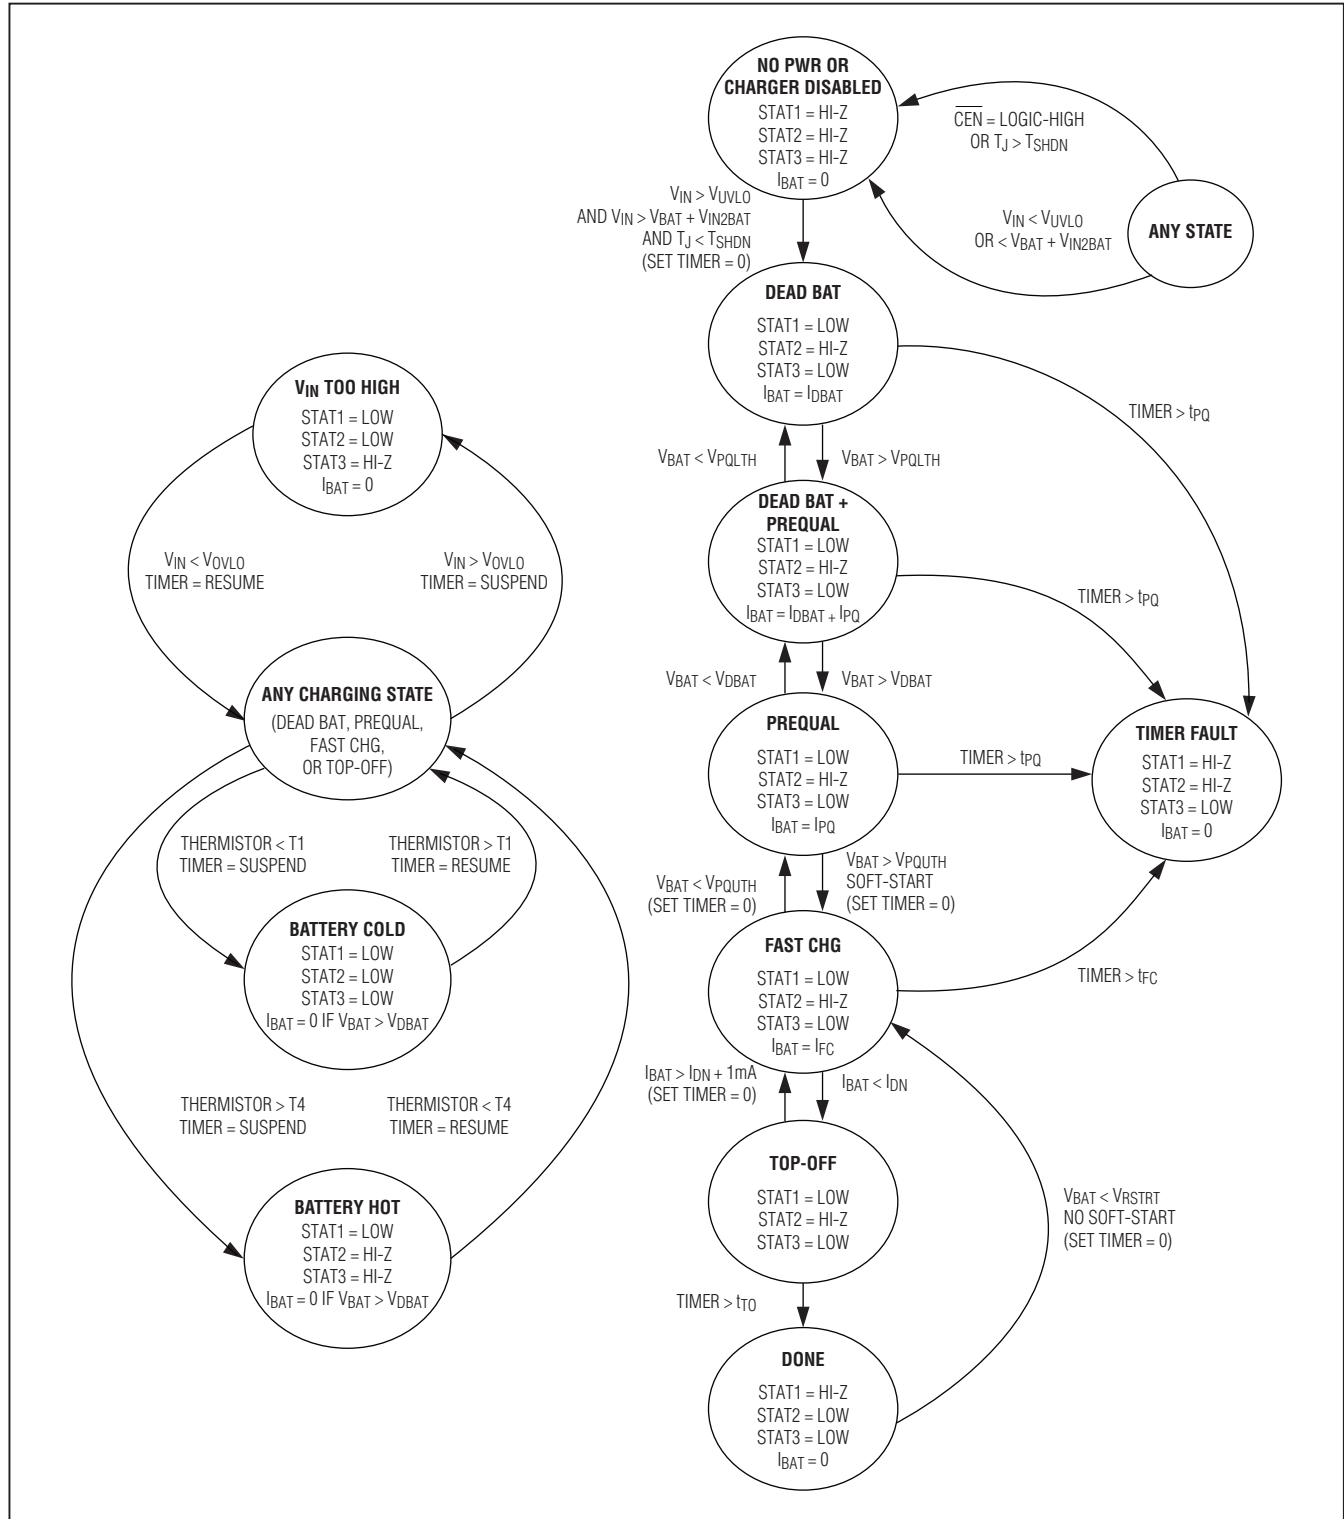 NO PWR OR
CHARGER DISABLED
STAT1 = HI-Z
STAT2 = HI-Z
STAT3 = HI-Z
IBAT = 0
CEN = LOGIC-HIGH
OR TJ > TSHDN
VIN < VUVLO
OR < VBAT + VIN2BAT
ANY STATE
VIN > VUVLO
AND VIN > VBAT + VIN2BAT
AND TJ < TSHDN
(SET TIMER = 0)
DEAD BAT
STAT1 = LOW
STAT2 = HI-Z
STAT3 = LOW
IBAT = IDBAT
TIMER > tPQ
VBAT < VPQLTH
VBAT > VPQLTH
DEAD BAT +
PREQUAL
STAT1 = LOW
STAT2 = HI-Z
STAT3 = LOW
IBAT = IDBAT + IPQ
TIMER > tPQ
VBAT < VDBAT
VBAT > VDBAT
PREQUAL
STAT1 = LOW
STAT2 = HI-Z
STAT3 = LOW
IBAT = IPQ
TIMER > tPQ
TIMER FAULT
STAT1 = HI-Z
STAT2 = HI-Z
STAT3 = LOW
IBAT = 0
VBAT < VPQUTH
(SET TIMER = 0)
VBAT > VPQUTH
SOFT-START
(SET TIMER = 0)
FAST CHG
STAT1 = LOW
STAT2 = HI-Z
STAT3 = LOW
IBAT = IFC
TIMER > tFC
IBAT > IDN + 1mA
(SET TIMER = 0)
IBAT < IDN
TOP-OFF
STAT1 = LOW
STAT2 = HI-Z
STAT3 = LOW
VBAT < VRSTRT
NO SOFT-START
(SET TIMER = 0)
TIMER > tTO
DONE
STAT1 = HI-Z
STAT2 = LOW
STAT3 = LOW
IBAT = 0
VIN TOO HIGH
STAT1 = LOW
STAT2 = LOW
STAT3 = HI-Z
IBAT = 0
VIN < VOVLO
TIMER = RESUME
VIN > VOVLO
TIMER = SUSPEND
ANY CHARGING STATE
(DEAD BAT, PREQUAL,
FAST CHG,
OR TOP-OFF)
THERMISTOR < T1
TIMER = SUSPEND
THERMISTOR > T1
TIMER = RESUME
BATTERY COLD
STAT1 = LOW
STAT2 = LOW
STAT3 = LOW
IBAT = 0 IF VBAT > VDBAT
THERMISTOR > T4
TIMER = SUSPEND
THERMISTOR < T4
TIMER = RESUME
BATTERY HOT
STAT1 = LOW
STAT2 = HI-Z
STAT3 = HI-Z
IBAT = 0 IF VBAT > VDBAT